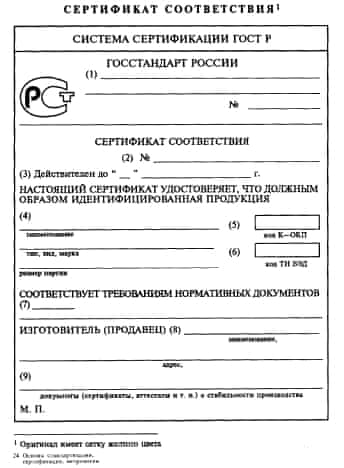 СЕРТИФИКАТ СООТВЕТСТВИЯ¹
СИСТЕМА СЕРТИФИКАЦИИ ГОСТ Р
ГОССТАНДАРТ РОССИИ
(1)
РСТ
№
СЕРТИФИКАТ СООТВЕТСТВИЯ
(2) №
(3) Действителен до " __ " ____________ г.
НАСТОЯЩИЙ СЕРТИФИКАТ УДОСТОВЕРЯЕТ, ЧТО ДОЛЖНЫМ
ОБРАЗОМ ИДЕНТИФИЦИРОВАННАЯ ПРОДУКЦИЯ
(4)
(5)
наименование
код К—ОКП
тип, вид, марка
(6)
код ТН ВЭД
размер партии
СООТВЕТСТВУЕТ ТРЕБОВАНИЯМ НОРМАТИВНЫХ ДОКУМЕНТОВ
(7)
ИЗГОТОВИТЕЛЬ (ПРОДАВЕЦ) (8)
наименование,
адрес,
(9)
документы (сертификаты, аттестаты и т. п.) о стабильности производства
М. П.
¹ Оригинал имеет сетку желтого цвета
24 Основы стандартизации,
сертификации, метрологии